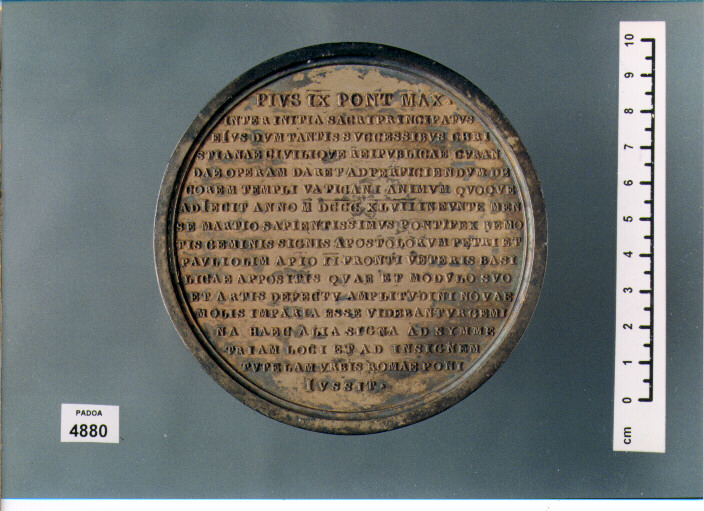 PIVS IX PONT MAX.
INTER INITIA SACRI PRINCIPATVS
EIVS DVM TANTIS SVCCESSIBVS CHRI
STIANAE CIVILIQVE REIPVBLICAE CVRAN
DAE OPERAM DARET AD PERFICIENDVM DE
COREM TEMPLI VATICANI ANIMVM QVOQVE
ADIECIT ANNO M DCCC XLVIII INEVNTE MEN
SE MARTIO SAPIENTISSIMVS PONTIFEX REMO
TIS GEMINIS SIGNIS APOSTOLORVM PETRI ET
PAVLI OLIM A PIO II FRONTI VETERIS BASI
LICAE APPOSITIS QVAE ET MODVLO SVO
ET ARTIS DEFECTV AMPLITVDINI NOVAE
MOLIS IMPARIA ESSE VIDEBANTVR GEMI
NA HAEC ALIA SIGNA AD SYMME
TRIAM LOCI ET AD INSIGNEM
TVTELAM VRBIS ROMAE PONI
IVSSIT.
PADOA
4880
cm 0 1 2 3 4 5 6 7 8 9 10